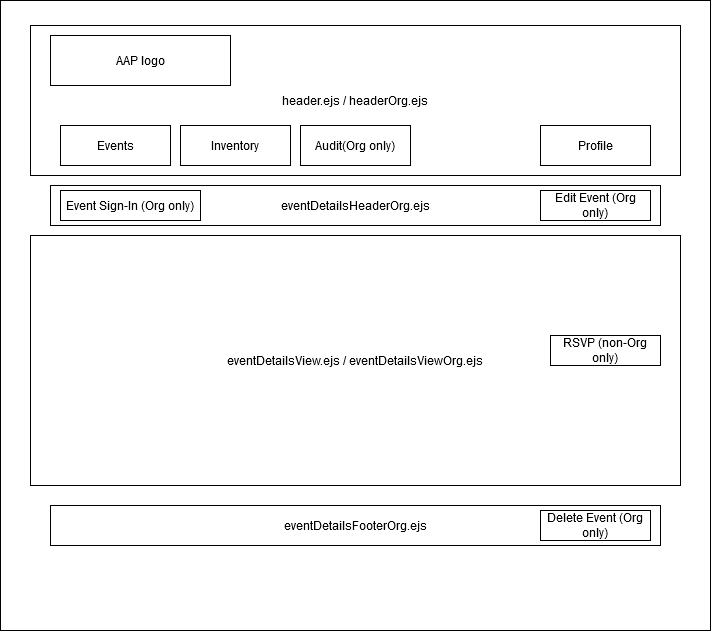 AAP logo
header.ejs / headerOrg.ejs
Events
Inventory
Audit(Org only)
Profile
Event Sign-In (Org only)
eventDetailsHeaderOrg.ejs
Edit Event (Org
only)
RSVP (non-Org
only)
eventDetailsView.ejs / eventDetailsViewOrg.ejs
eventDetailsFooterOrg.ejs
Delete Event (Org
only)